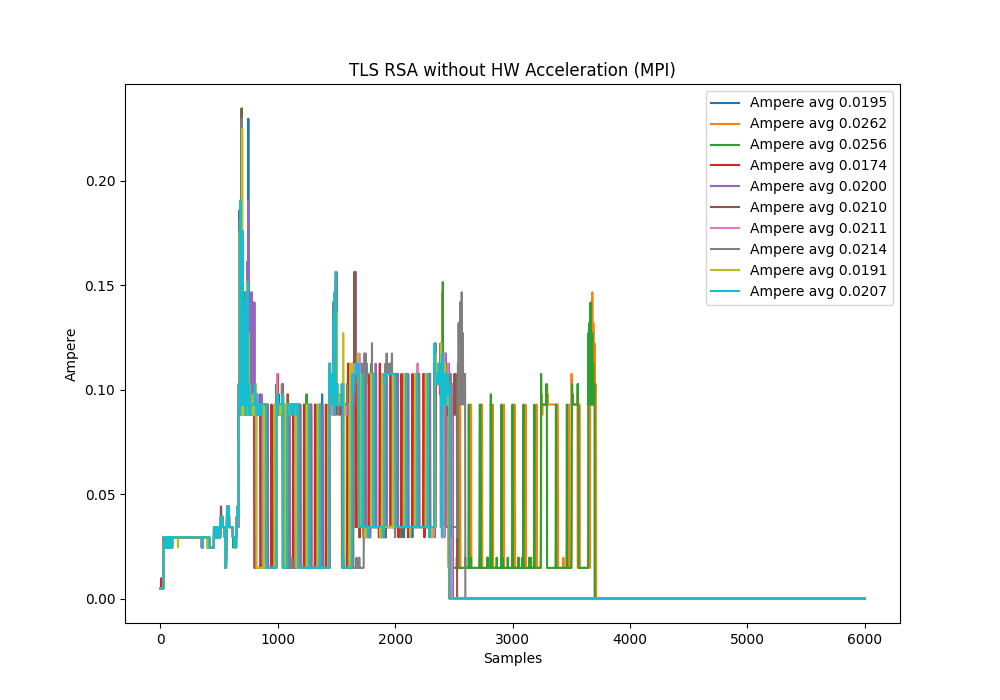 TLS RSA without HW Acceleration (MPI)
Ampere avg 0.0195
Ampere avg 0.0262
Ampere avg 0.0256
Ampere avg 0.0174
Ampere avg 0.0200
Ampere avg 0.0210
Ampere avg 0.0211
Ampere avg 0.0214
Ampere avg 0.0191
Ampere avg 0.0207
Ampere
0.20
0.15
0.10
0.05
0.00
0 1000 2000 3000 4000 5000 6000
Samples